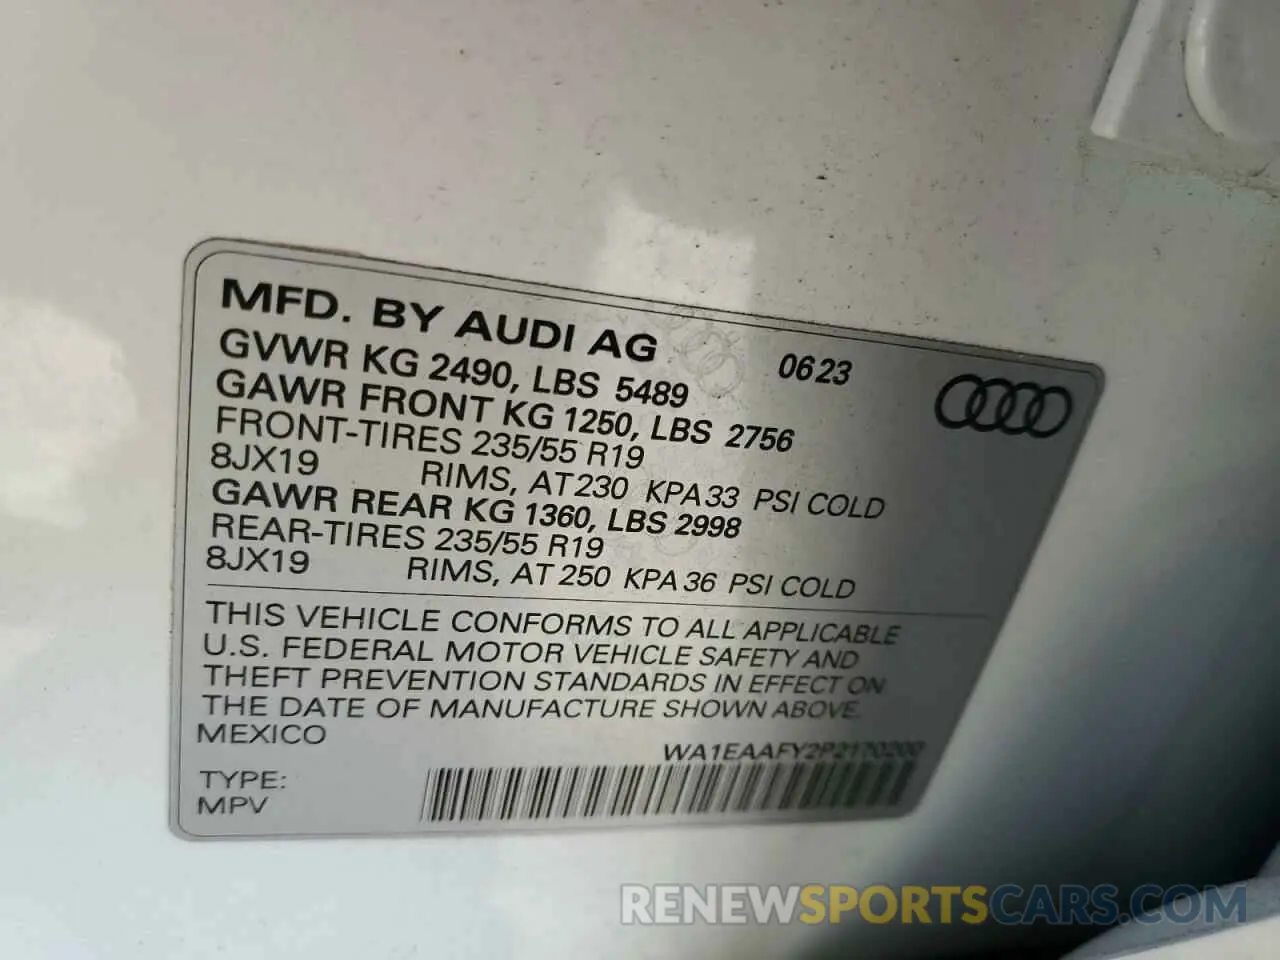 MFD. BY AUDI AG 0623
GVWR KG 2490, LBS 5489
GAWR FRONT KG 1250, LBS 2756
FRONT-TIRES 235/55 R19
8JX19 RIMS, AT 230 KPA 33 PSI COLD
GAWR REAR KG 1360, LBS 2998
REAR-TIRES 235/55 R19
8JX19 RIMS, AT 250 KPA 36 PSI COLD
THIS VEHICLE CONFORMS TO ALL APPLICABLE
U.S. FEDERAL MOTOR VEHICLE SAFETY AND
THEFT PREVENTION STANDARDS IN EFFECT ON
THE DATE OF MANUFACTURE SHOWN ABOVE.
MEXICO
WA1EAAFY2P2170200
TYPE:
MPV
RENEWSPORTSCARS.COM